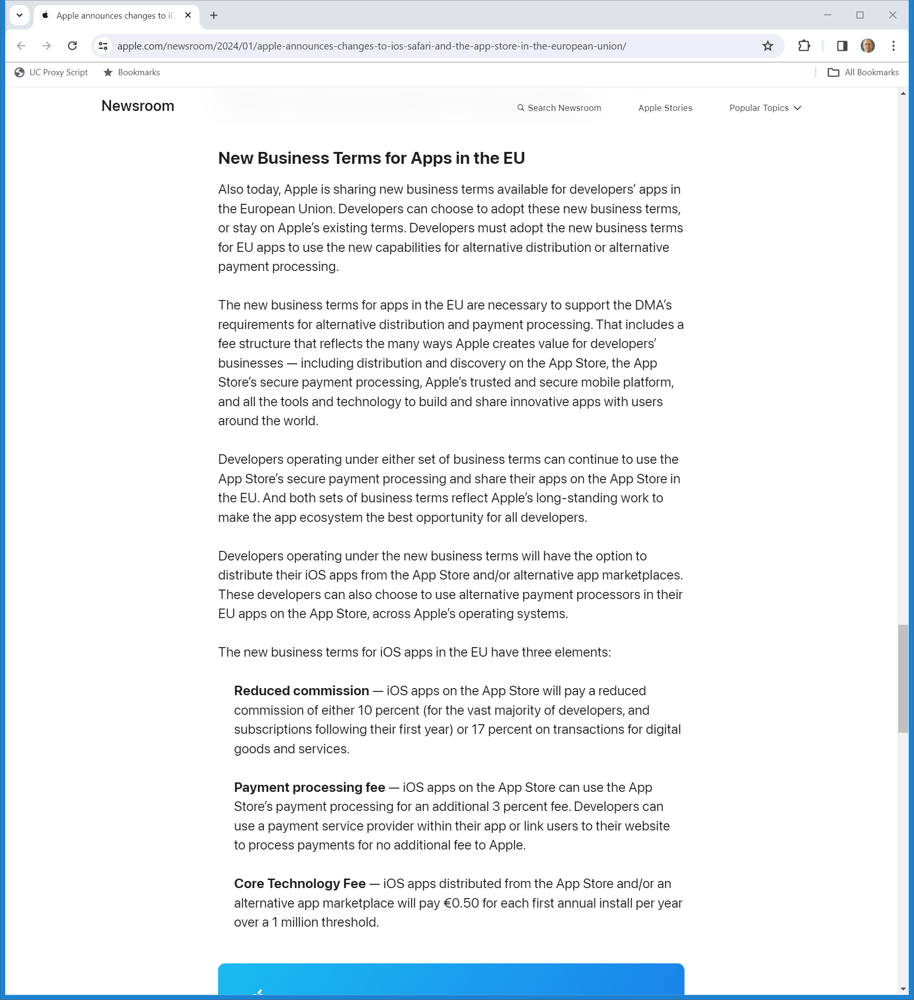 Apple announces changes to iO
apple.com/newsroom/2024/01/apple-announces-changes-to-ios-safari-and-the-app-store-in-the-european-union/
UC Proxy Script
Bookmarks
All Bookmarks
Newsroom
Search Newsroom
Apple Stories
Popular Topics
New Business Terms for Apps in the EU
Also today, Apple is sharing new business terms available for developers’ apps in
the European Union. Developers can choose to adopt these new business terms,
or stay on Apple’s existing terms. Developers must adopt the new business terms
for EU apps to use the new capabilities for alternative distribution or alternative
payment processing.
The new business terms for apps in the EU are necessary to support the DMA’s
requirements for alternative distribution and payment processing. That includes a
fee structure that reflects the many ways Apple creates value for developers’
businesses — including distribution and discovery on the App Store, the App
Store’s secure payment processing, Apple’s trusted and secure mobile platform,
and all the tools and technology to build and share innovative apps with users
around the world.
Developers operating under either set of business terms can continue to use the
App Store’s secure payment processing and share their apps on the App Store in
the EU. And both sets of business terms reflect Apple’s long-standing work to
make the app ecosystem the best opportunity for all developers.
Developers operating under the new business terms will have the option to
distribute their iOS apps from the App Store and/or alternative app marketplaces.
These developers can also choose to use alternative payment processors in their
EU apps on the App Store, across Apple’s operating systems.
The new business terms for iOS apps in the EU have three elements:
Reduced commission — iOS apps on the App Store will pay a reduced
commission of either 10 percent (for the vast majority of developers, and
subscriptions following their first year) or 17 percent on transactions for digital
goods and services.
Payment processing fee — iOS apps on the App Store can use the App
Store’s payment processing for an additional 3 percent fee. Developers can
use a payment service provider within their app or link users to their website
to process payments for no additional fee to Apple.
Core Technology Fee — iOS apps distributed from the App Store and/or an
alternative app marketplace will pay €0.50 for each first annual install per year
over a 1 million threshold.